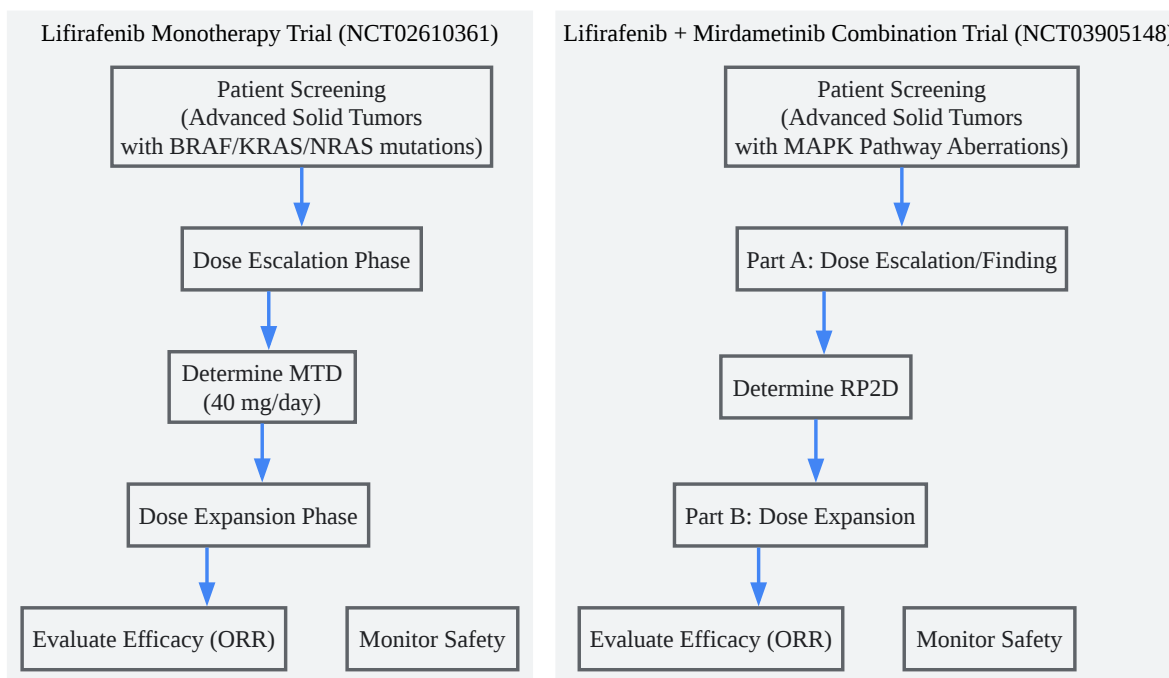 Lifirafenib Monotherapy Trial (NCT02610361)
Patient Screening
(Advanced Solid Tumors
with BRAF/KRAS/NRAS mutations)
Dose Escalation Phase
Determine MTD
(40 mg/day)
Dose Expansion Phase
Evaluate Efficacy (ORR)
Monitor Safety
Lifirafenib + Mirdametinib Combination Trial (NCT03905148)
Patient Screening
(Advanced Solid Tumors
with MAPK Pathway Aberrations)
Part A: Dose Escalation/Finding
Determine RP2D
Part B: Dose Expansion
Evaluate Efficacy (ORR)
Monitor Safety